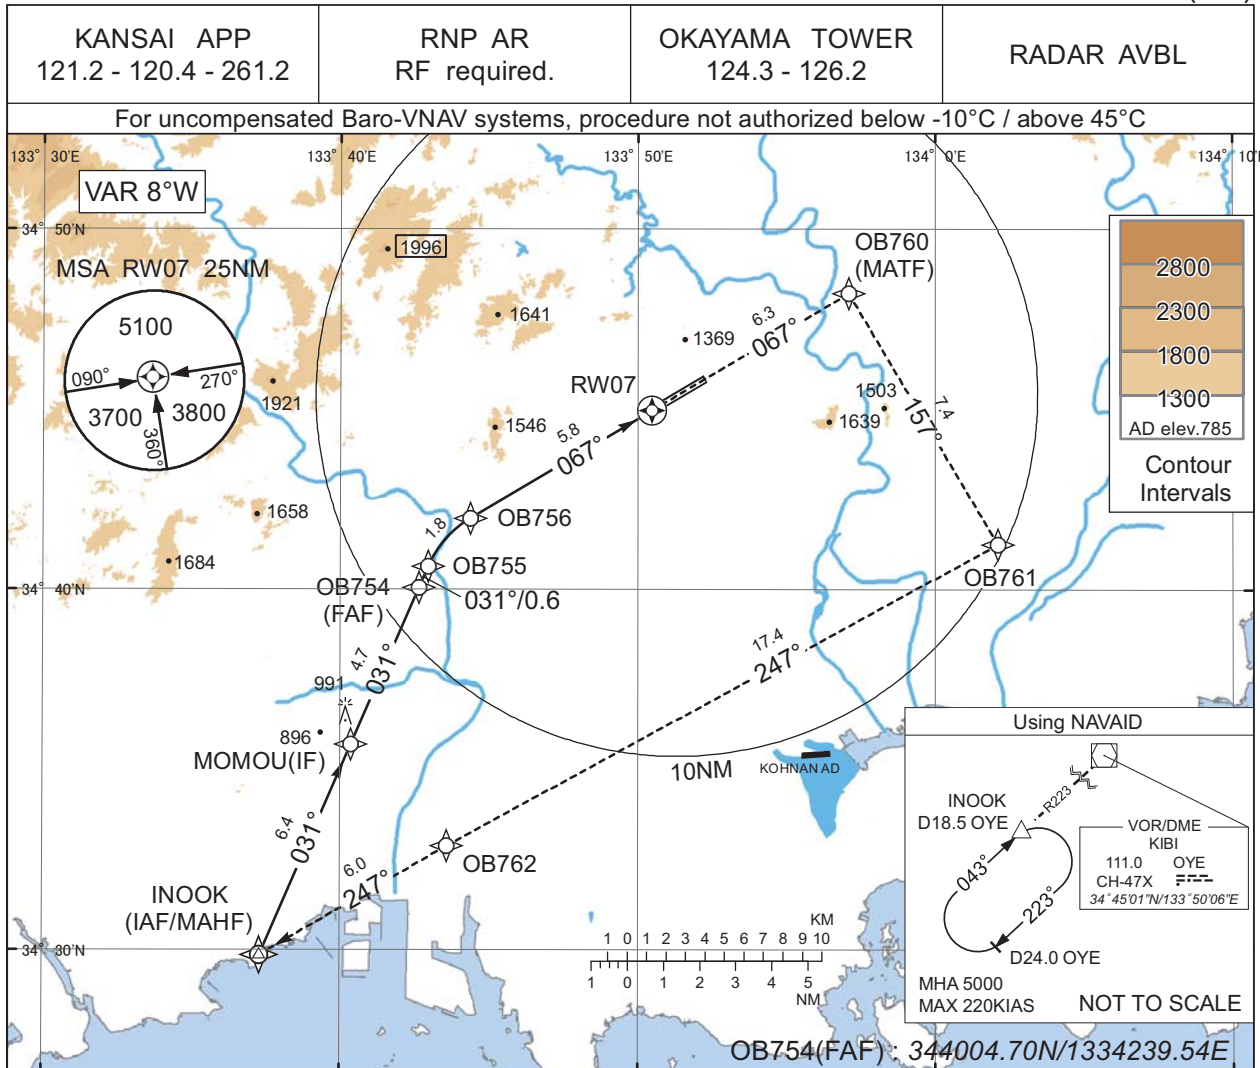 KANSAI APP
121.2 - 120.4 - 261.2
RNP AR
RF required.
OKAYAMA TOWER
124.3 - 126.2
RADAR AVBL
For uncompensated Baro-VNAV systems, procedure not authorized below -10°C / above 45°C
133° 30'E
133° 40'E
133° 50'E
134° 0'E
134° 10'
VAR 8°W
34° 50'N
MSA RW07 25NM
5100
090°
270°
3700
3800
360°
1996
1641
1369
1921
1546
1658
1684
1503
1639
OB760
(MATF)
6.3
067°
RW07
5.8
067°
7.4
157°
2800
2300
1800
1300
AD elev.785
Contour
Intervals
1.8
OB756
OB755
OB754
(FAF)
031°/0.6
34° 40'N
OB761
4.7
031°
17.4
247°
991
896
MOMOU(IF)
10NM
KOHNAN AD
6.4
031°
OB762
6.0
247°
INOOK
(IAF/MAHF)
34° 30'N
KM
1 0 1 2 3 4 5 6 7 8 9 10
1 0 1 2 3 4 5
NM
Using NAVAID
INOOK
D18.5 OYE
R223
043°
223°
D24.0 OYE
VOR/DME
KIBI
111.0 OYE
CH-47X
34°45'01"N/133°50'06"E
MHA 5000
MAX 220KIAS
NOT TO SCALE
OB754(FAF) : 344004.70N/1334239.54E